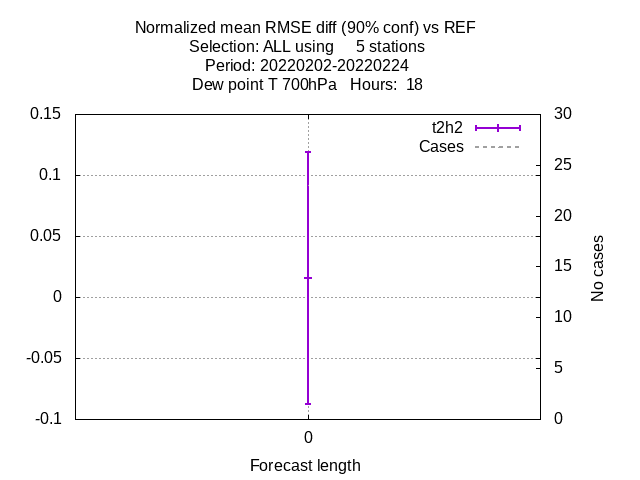 Normalized mean RMSE diff (90% conf) vs REF
Selection: ALL using     5 stations
Period: 20220202-20220224
Dew point T 700hPa   Hours:  18
0.15
0.1
0.05
0
-0.05
-0.1
30
25
20
15
10
5
0
t2h2
Cases
No cases
0
Forecast length